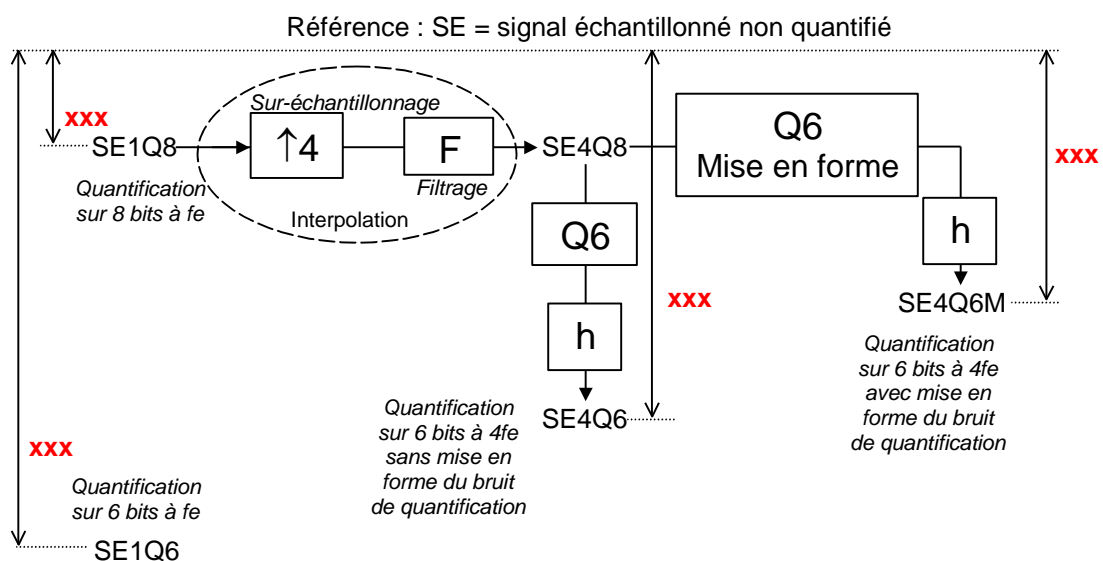 Référence : SE = signal échantillonné non quantifié
xxx
SE1Q8
Quantification
sur 8 bits à fe
Sur-échantillonnage
↑4
F
Filtrage
Interpolation
SE4Q8
Q6
Mise en forme
h
xxx
SE4Q6M
Quantification
sur 6 bits à 4fe
avec mise en
forme du bruit
de quantification
Q6
h
xxx
SE4Q6
Quantification
sur 6 bits à 4fe
sans mise en
forme du bruit
de quantification
xxx
Quantification
sur 6 bits à fe
SE1Q6